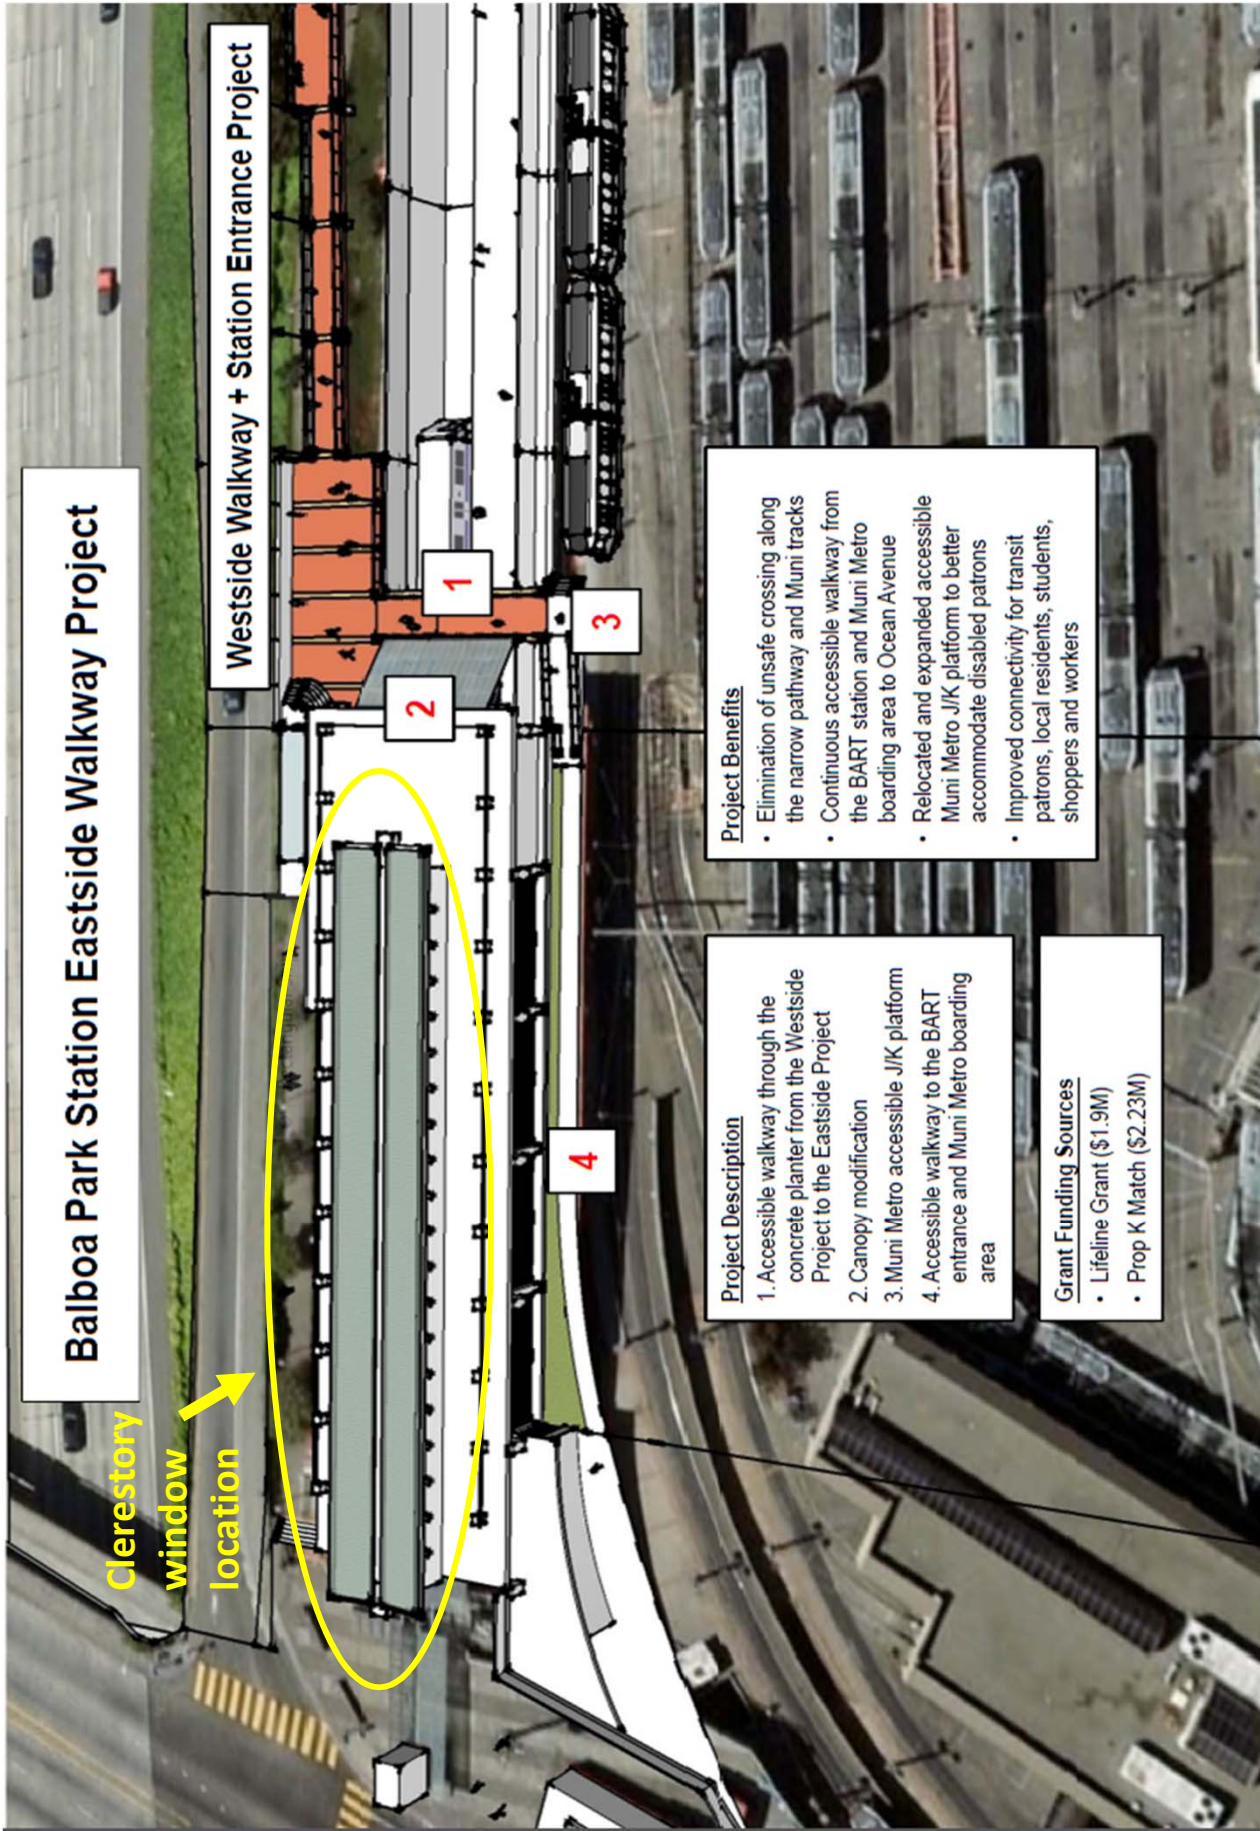 Balboa Park Station Eastside Walkway Project
Westside Walkway + Station Entrance Project
Clerestory
window
location
1
2
3
4
Project Description
1. Accessible walkway through the
concrete planter from the Westside
Project to the Eastside Project
2. Canopy modification
3. Muni Metro accessible J/K platform
4. Accessible walkway to the BART
entrance and Muni Metro boarding
area
Project Benefits
• Elimination of unsafe crossing along
the narrow pathway and Muni tracks
• Continuous accessible walkway from
the BART station and Muni Metro
boarding area to Ocean Avenue
• Relocated and expanded accessible
Muni Metro J/K platform to better
accommodate disabled patrons
• Improved connectivity for transit
patrons, local residents, students,
shoppers and workers
Grant Funding Sources
• Lifeline Grant ($1.9M)
• Prop K Match ($2.23M)